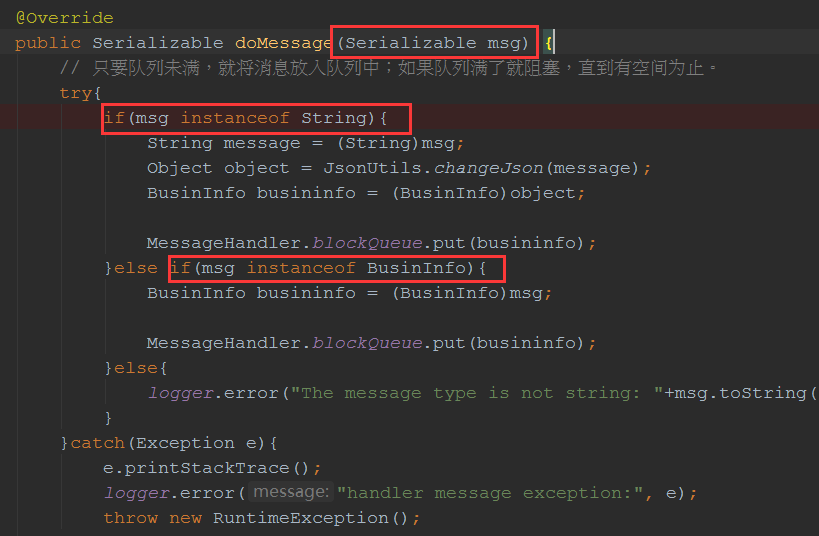 @Override
public Serializable doMessage(Serializable msg) {
// 只要队列未满，就将消息放入队列中；如果队列满了就阻塞，直到有空间为止。
try{
if(msg instanceof String){
String message = (String)msg;
Object object = JsonUtils.changeJson(message);
BusinInfo busininfo = (BusinInfo)object;
MessageHandler.blockQueue.put(busininfo);
}else if(msg instanceof BusinInfo){
BusinInfo busininfo = (BusinInfo)msg;
MessageHandler.blockQueue.put(busininfo);
}else{
logger.error("The message type is not string: "+msg.toString(
}
}catch(Exception e){
e.printStackTrace();
logger.error( message: "handler message exception:", e);
throw new RuntimeException();